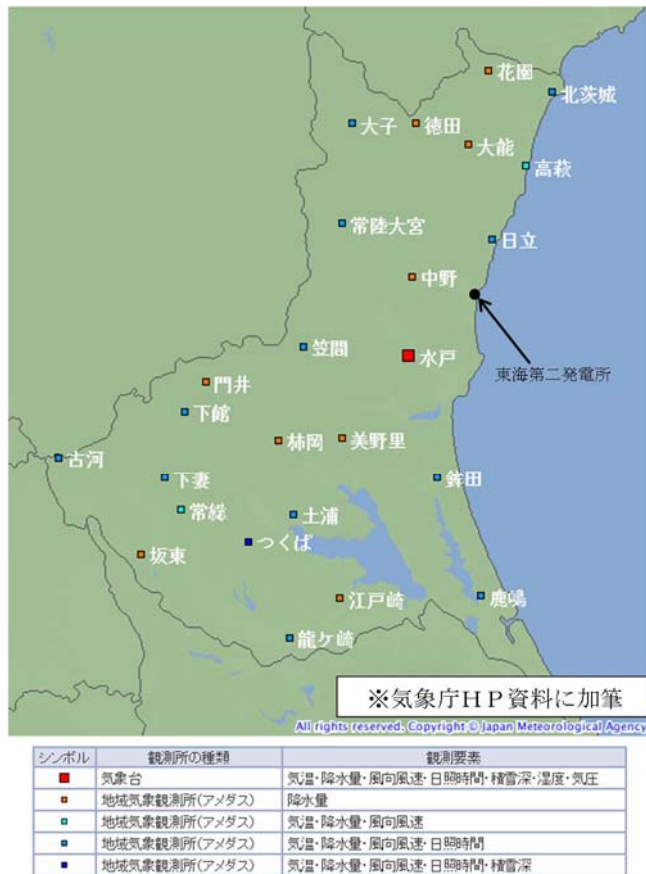 花園
北茨城
大子
徳田
大能
高萩
常陸大宮
日立
中野
笠間
水戸
東海第二発電所
門井
下館
柿岡
美野里
古河
下妻
鉾田
常総
土浦
つくば
坂東
江戸崎
鹿嶋
龍ケ崎
※気象庁HP資料に加筆
All rights reserved. Copyright © Japan Meteorological Agency
シンボル 観測所の種類 観測要素
気象台 気温・降水量・風向風速・日照時間・積雪深・湿度・気圧
地域気象観測所(アメダス) 降水量
地域気象観測所(アメダス) 気温・降水量・風向風速
地域気象観測所(アメダス) 気温・降水量・風向風速・日照時間
地域気象観測所(アメダス) 気温・降水量・風向風速・日照時間・積雪深